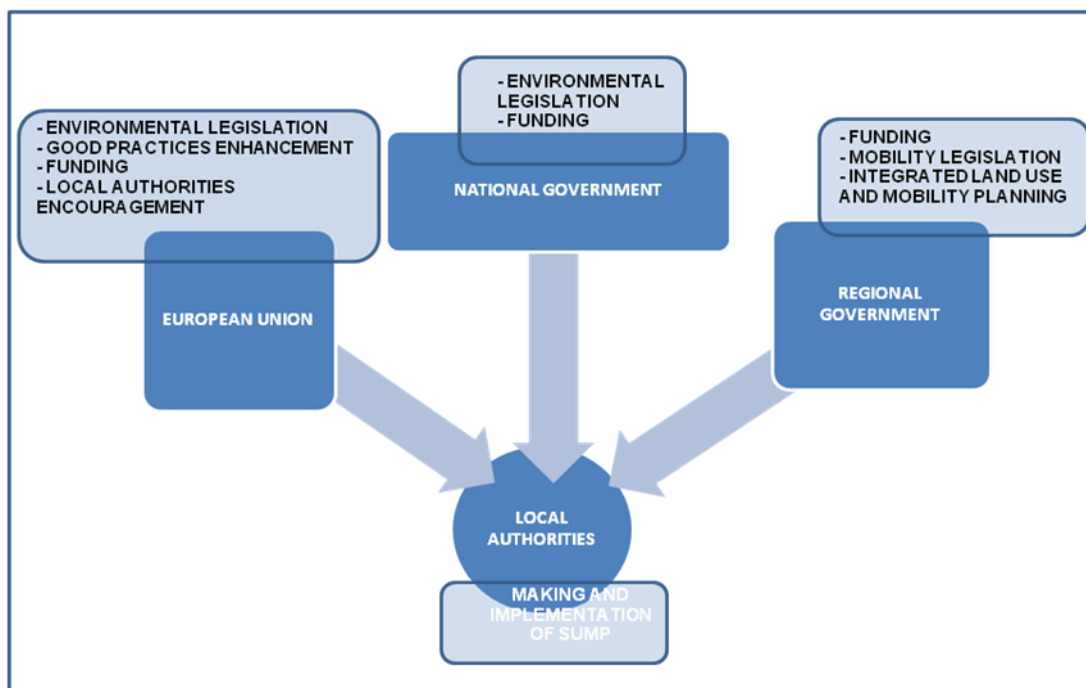 - ENVIRONMENTAL LEGISLATION
- GOOD PRACTICES ENHANCEMENT
- FUNDING
- LOCAL AUTHORITIES
ENCOURAGEMENT
EUROPEAN UNION
- ENVIRONMENTAL
LEGISLATION
- FUNDING
NATIONAL GOVERNMENT
- FUNDING
- MOBILITY LEGISLATION
- INTEGRATED LAND USE
AND MOBILITY PLANNING
REGIONAL
GOVERNMENT
LOCAL
AUTHORITIES
MAKING AND
IMPLEMENTATION
OF SUMP